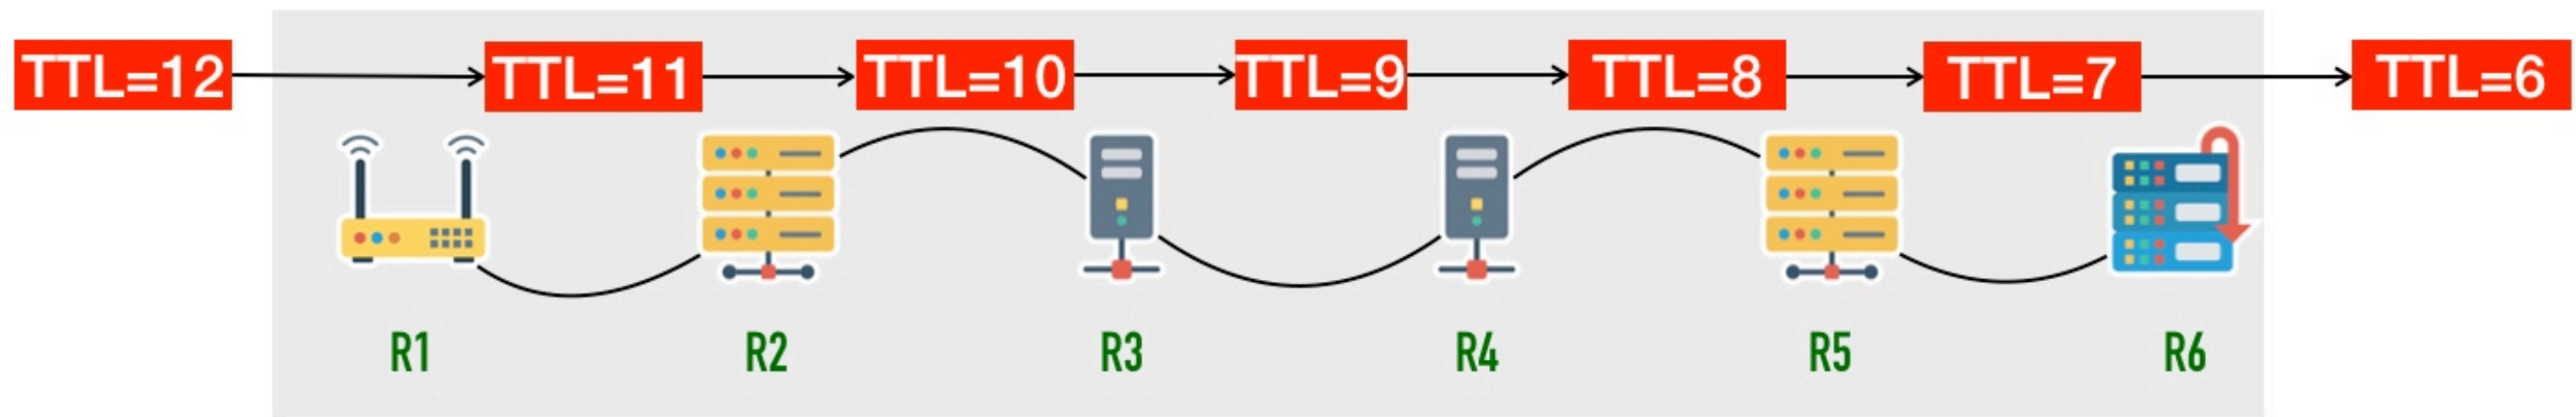 TTL=12 TTL=11 TTL=10 TTL=9 TTL=8 TTL=7 TTL=6
R1 R2 R3 R4 R5 R6